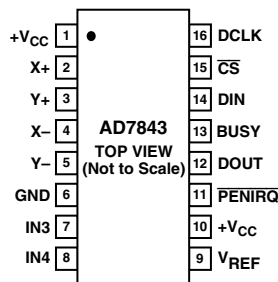 +VCC 1 16 DCLK
X+ 2 15 CS
Y+ 3 14 DIN
X– 4 AD7843 13 BUSY
Y– 5 TOP VIEW 12 DOUT
(Not to Scale)
GND 6 11 PENIRQ
IN3 7 10 +VCC
IN4 8 9 VREF